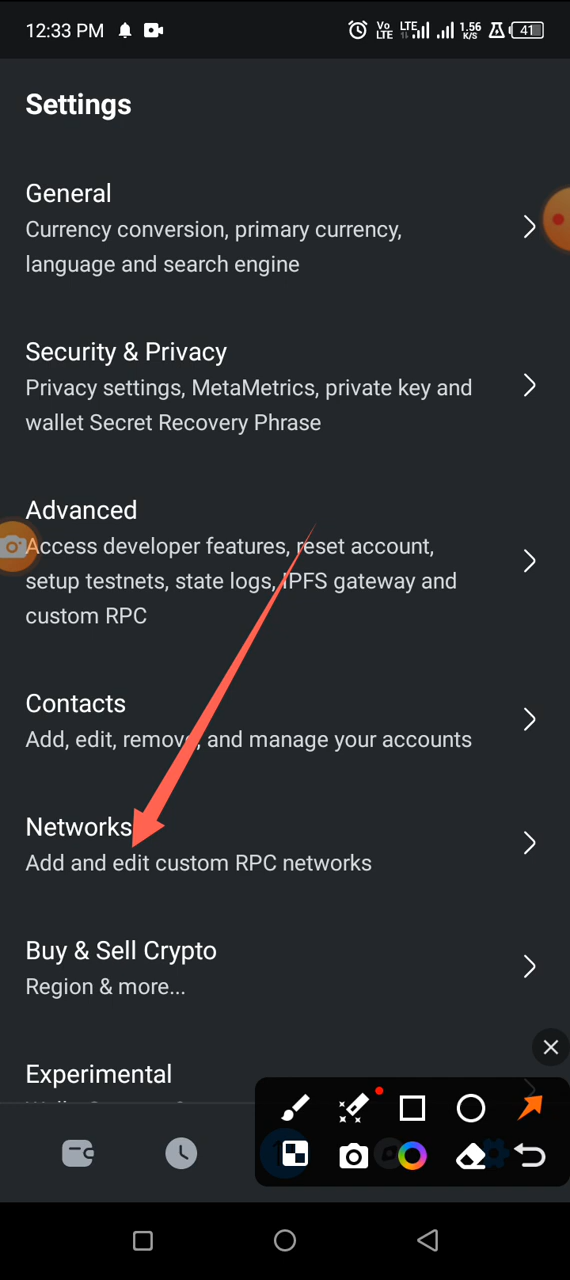 12:33 PM
Vo LTE
LTE
1.56 K/S
41
Settings
General
Currency conversion, primary currency,
language and search engine
Security & Privacy
Privacy settings, MetaMetrics, private key and
wallet Secret Recovery Phrase
Advanced
Access developer features, reset account,
setup testnets, state logs, IPFS gateway and
custom RPC
Contacts
Add, edit, remove, and manage your accounts
Networks
Add and edit custom RPC networks
Buy & Sell Crypto
Region & more...
Experimental